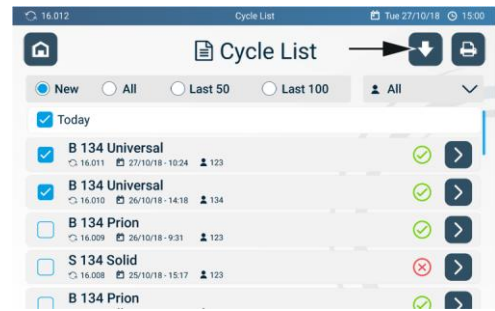 16.012 Cycle List Tue 27/10/18 15:00
Cycle List
New All Last 50 Last 100 All
Today
B 134 Universal
16.011 27/10/18 - 10:24 123
B 134 Universal
16.010 26/10/18 - 14:18 134
B 134 Prion
16.009 26/10/18 - 9:31 123
S 134 Solid
16.008 25/10/18 - 15:17 123
B 134 Prion